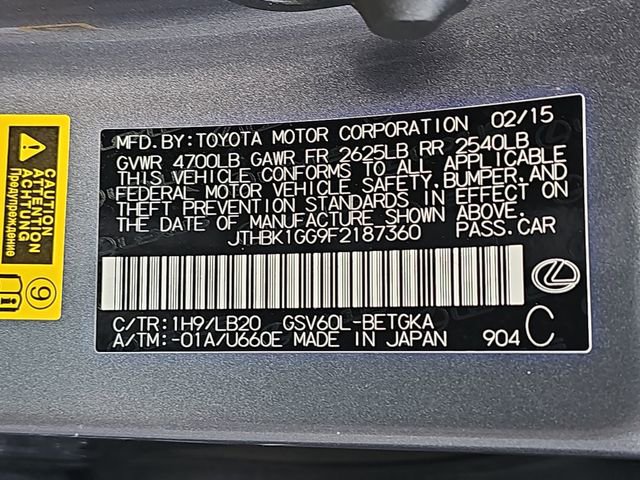 MFD. BY: TOYOTA MOTOR CORPORATION 02/15
GVWR 4700LB GAWR FR 2625LB RR 2540LB
THIS VEHICLE CONFORMS TO ALL APPLICABLE
FEDERAL MOTOR VEHICLE SAFETY, BUMPER, AND
THEFT PREVENTION STANDARDS IN EFFECT ON
THE DATE OF MANUFACTURE SHOWN ABOVE.
JTHBK1GG9F2187360 PASS. CAR
C/TR: 1H9/LB20 GSV60L-BETGKA
A/TM: -01A/U660E MADE IN JAPAN 904 C
CAUTION
ATTENTION
Предупреждение
9